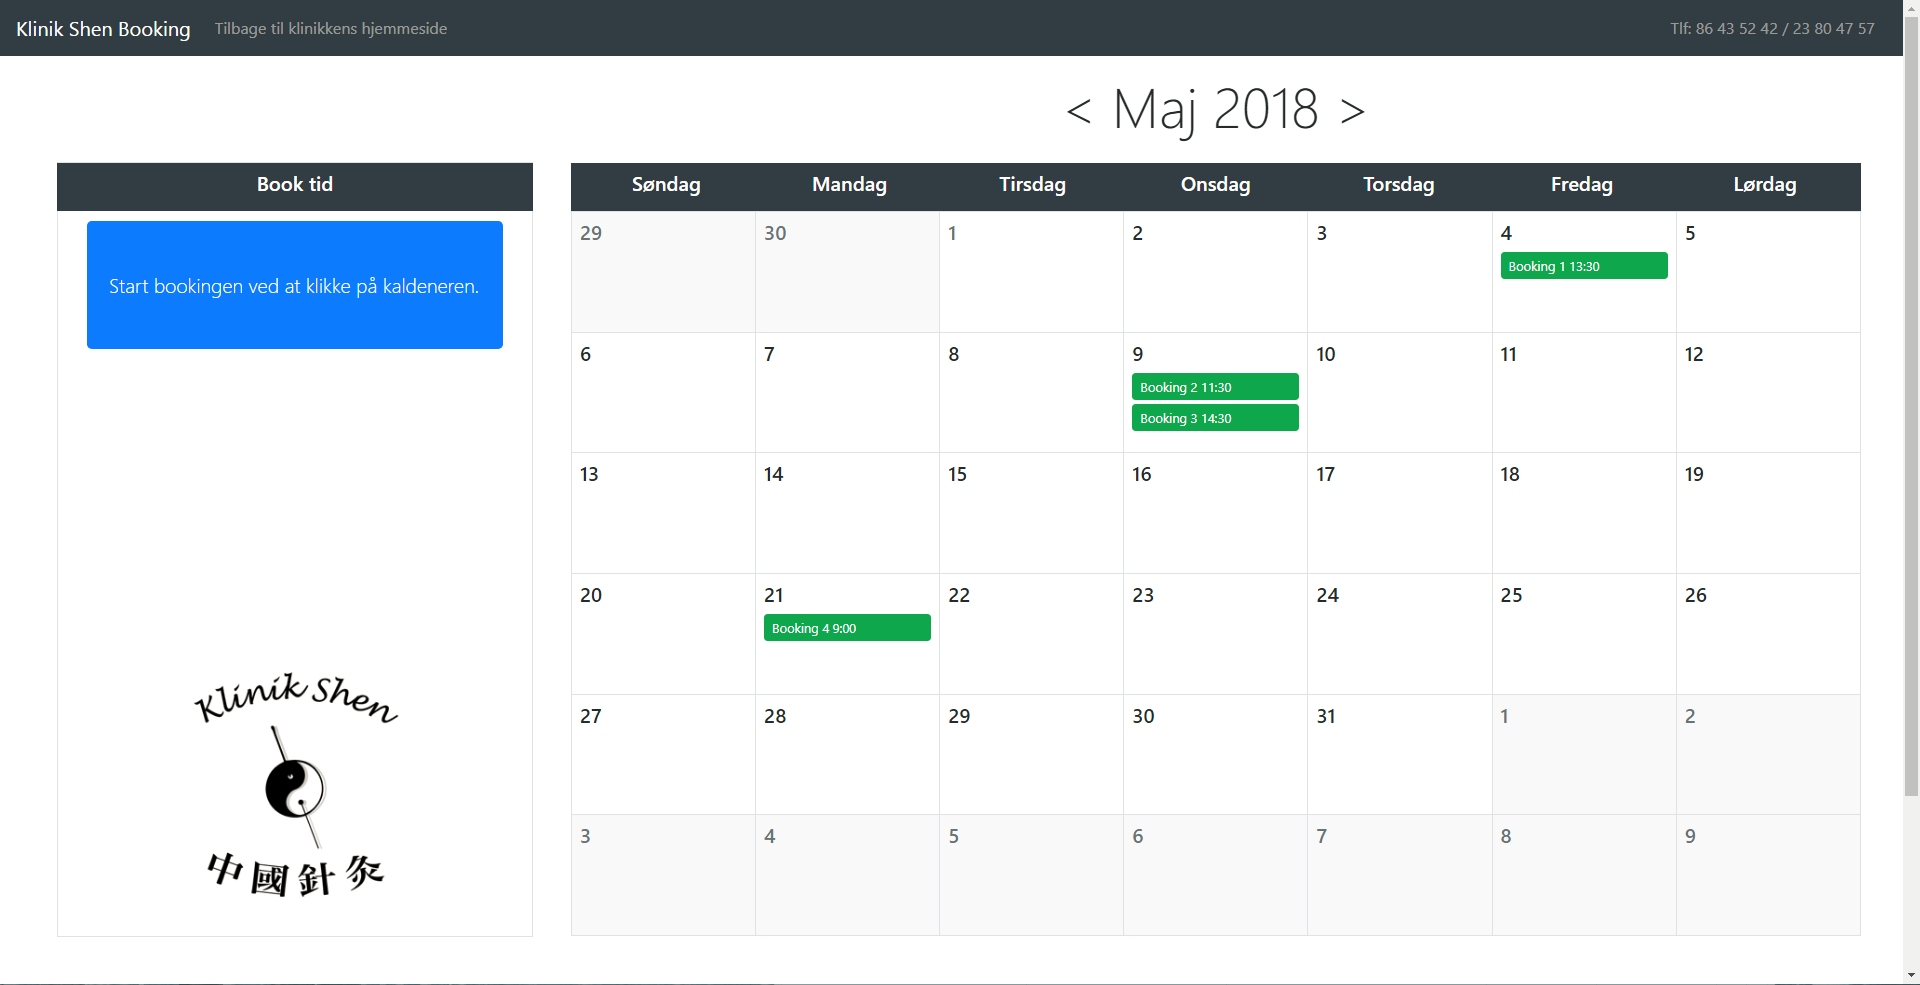 Klinik Shen Booking Tilbage til klinikkens hjemmeside Tlf: 86 43 52 42 / 23 80 47 57
< Maj 2018 >
Book tid
Start bookingen ved at klikke på kaldeneren.
Klinik Shen
中國針灸
Søndag Mandag Tirsdag Onsdag Torsdag Fredag Lørdag
29 30 1 2 3 4 5
Booking 1 13:30
6 7 8 9 10 11 12
Booking 2 11:30
Booking 3 14:30
13 14 15 16 17 18 19
20 21 22 23 24 25 26
Booking 4 9:00
27 28 29 30 31 1 2
3 4 5 6 7 8 9